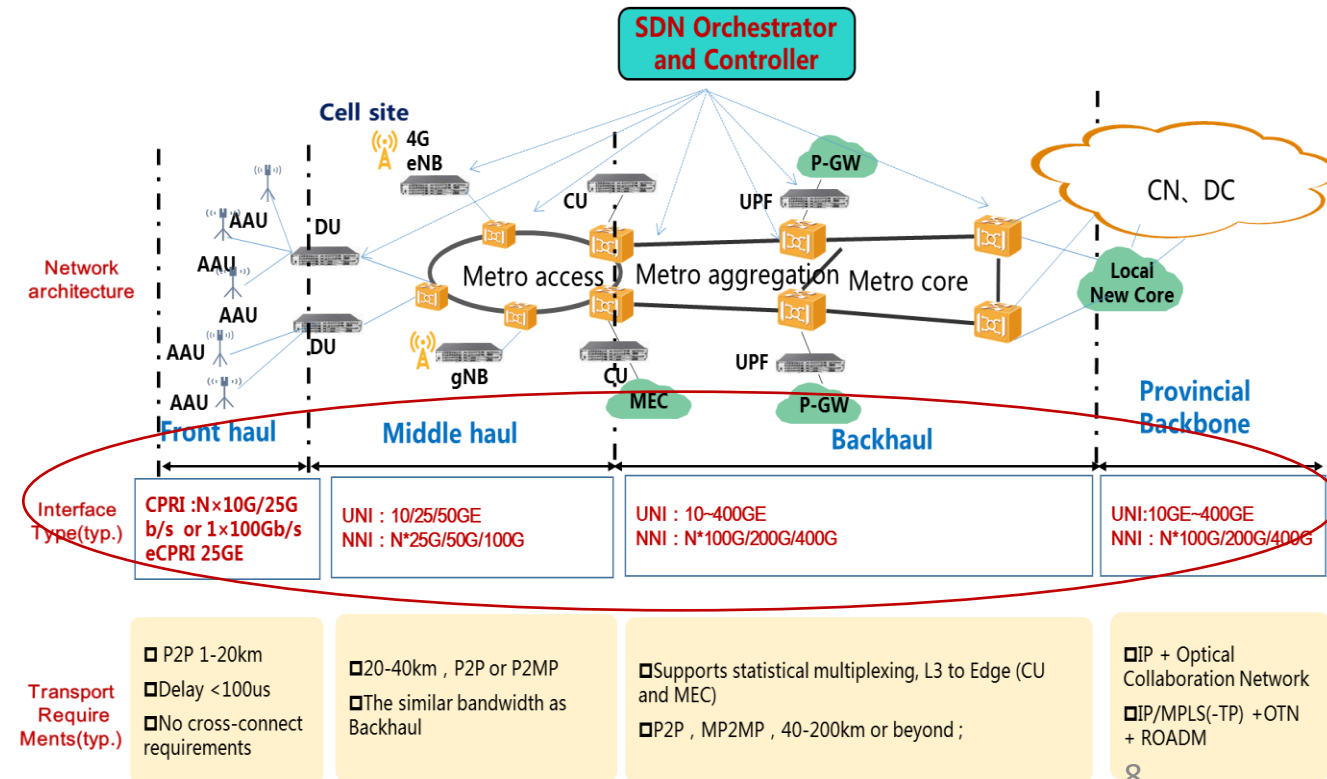 SDN Orchestrator
and Controller
Cell site
4G
eNB
P-GW
CU
UPF
CN、DC
AAU
DU
AAU
Network
architecture
Metro access
Metro aggregation
Metro core
Local
New Core
AAU
AAU
DU
gNB
CU
UPF
AAU
MEC
P-GW
Front haul
Middle haul
Backhaul
Provincial
Backbone
Interface
Type(typ.)
CPRI :N×10G/25G
b/s or 1×100Gb/s
eCPRI 25GE
UNI : 10/25/50GE
NNI : N*25G/50G/100G
UNI : 10~400GE
NNI : N*100G/200G/400G
UNI:10GE~400GE
NNI : N*100G/200G/400G
Transport
Require
Ments(typ.)
P2P 1-20km
Delay <100us
No cross-connect
requirements
20-40km , P2P or P2MP
The similar bandwidth as
Backhaul
Supports statistical multiplexing, L3 to Edge (CU
and MEC)
P2P , MP2MP , 40-200km or beyond ;
IP + Optical
Collaboration Network
IP/MPLS(-TP) +OTN
+ ROADM
8